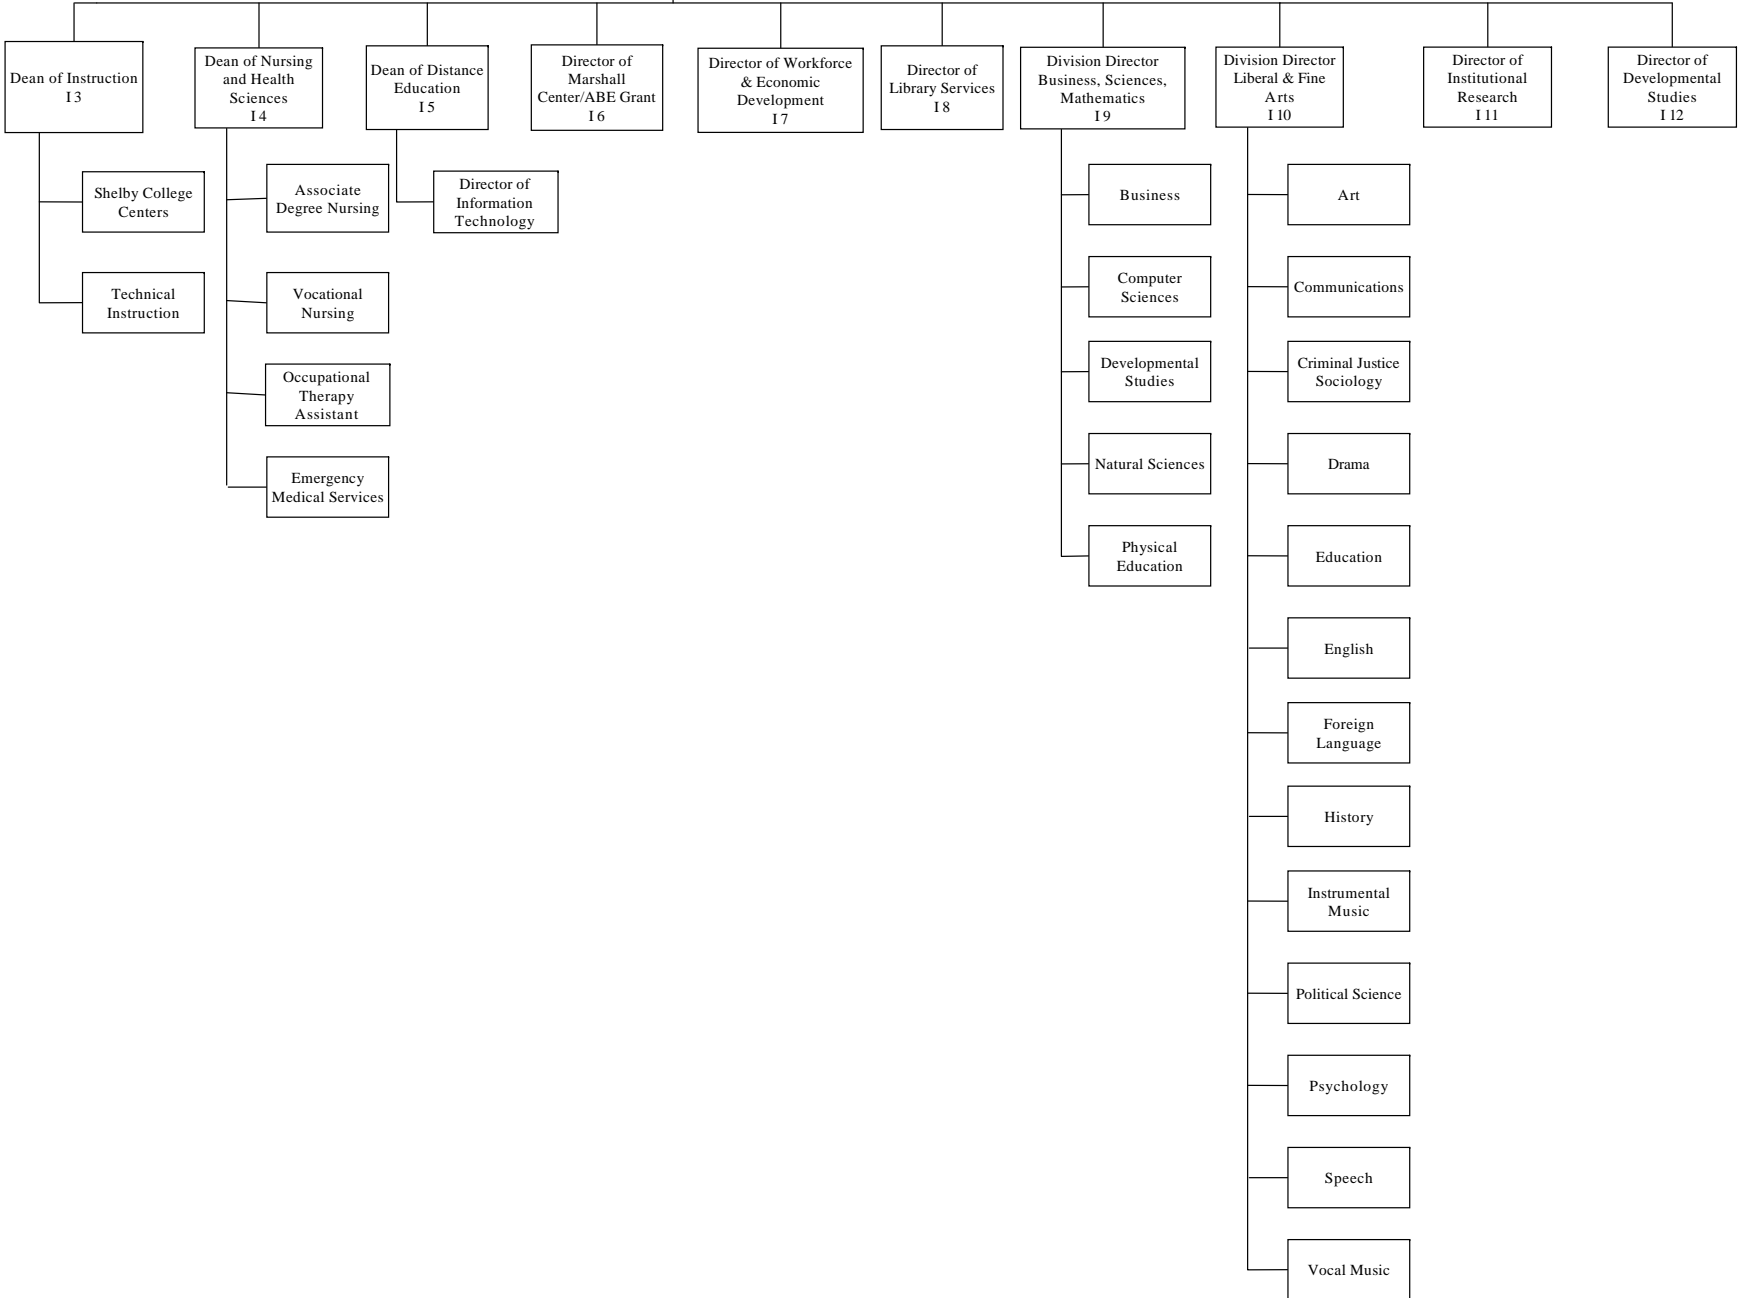 Dean of Instruction
I 3
Dean of Nursing
and Health
Sciences
I 4
Dean of Distance
Education
I 5
Director of
Marshall
Center/ABE Grant
I 6
Director of Workforce
& Economic
Development
I 7
Director of
Library Services
I 8
Division Director
Business, Sciences,
Mathematics
I 9
Division Director
Liberal & Fine
Arts
I 10
Director of
Institutional
Research
I 11
Director of
Developmental
Studies
I 12
Shelby College
Centers
Technical
Instruction
Associate
Degree Nursing
Vocational
Nursing
Occupational
Therapy
Assistant
Emergency
Medical Services
Director of
Information
Technology
Business
Computer
Sciences
Developmental
Studies
Natural Sciences
Physical
Education
Art
Communications
Criminal Justice
Sociology
Drama
Education
English
Foreign
Language
History
Instrumental
Music
Political Science
Psychology
Speech
Vocal Music